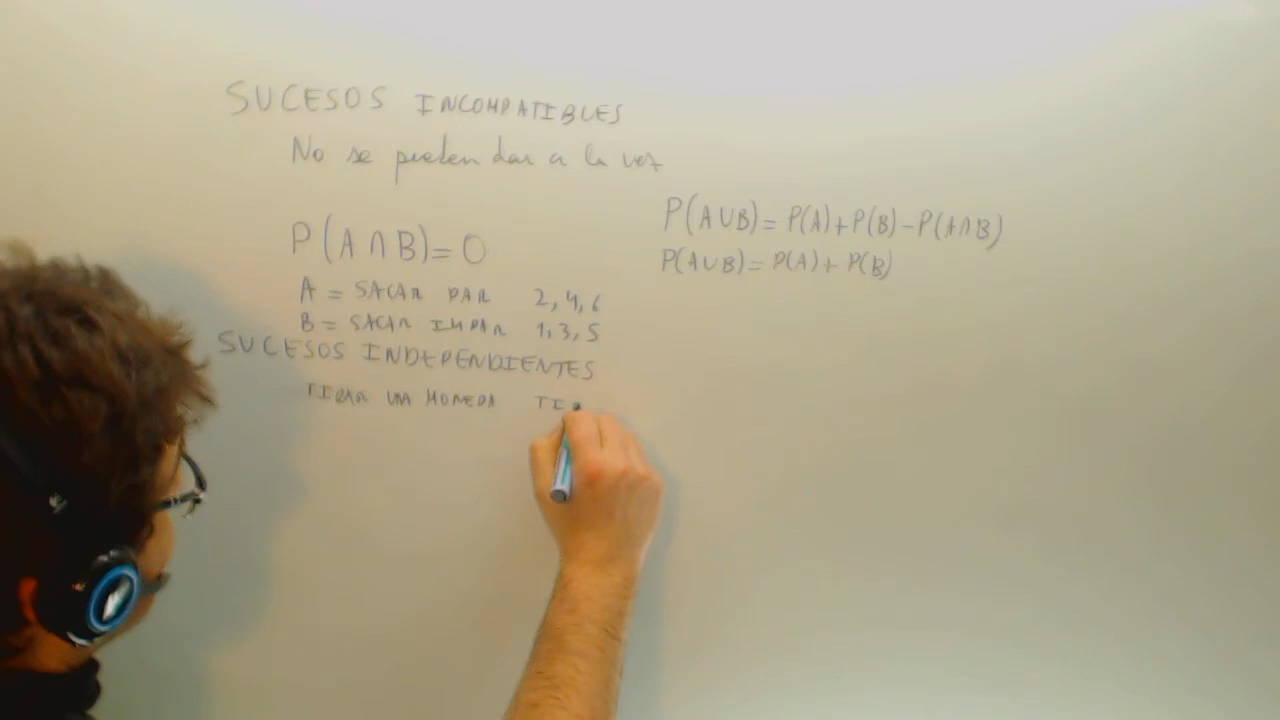 SUCESOS INCOMPATIBLES
No se pueden dar a la vez
P(A∩B)=0
A = SACAR PAR 2,4,6
B = SACAR IMPAR 1,3,5
P(A∪B)=P(A)+P(B)-P(A∩B)
P(A∪B)=P(A)+P(B)
SUCESOS INDEPENDIENTES
TIRAR UNA MONEDA